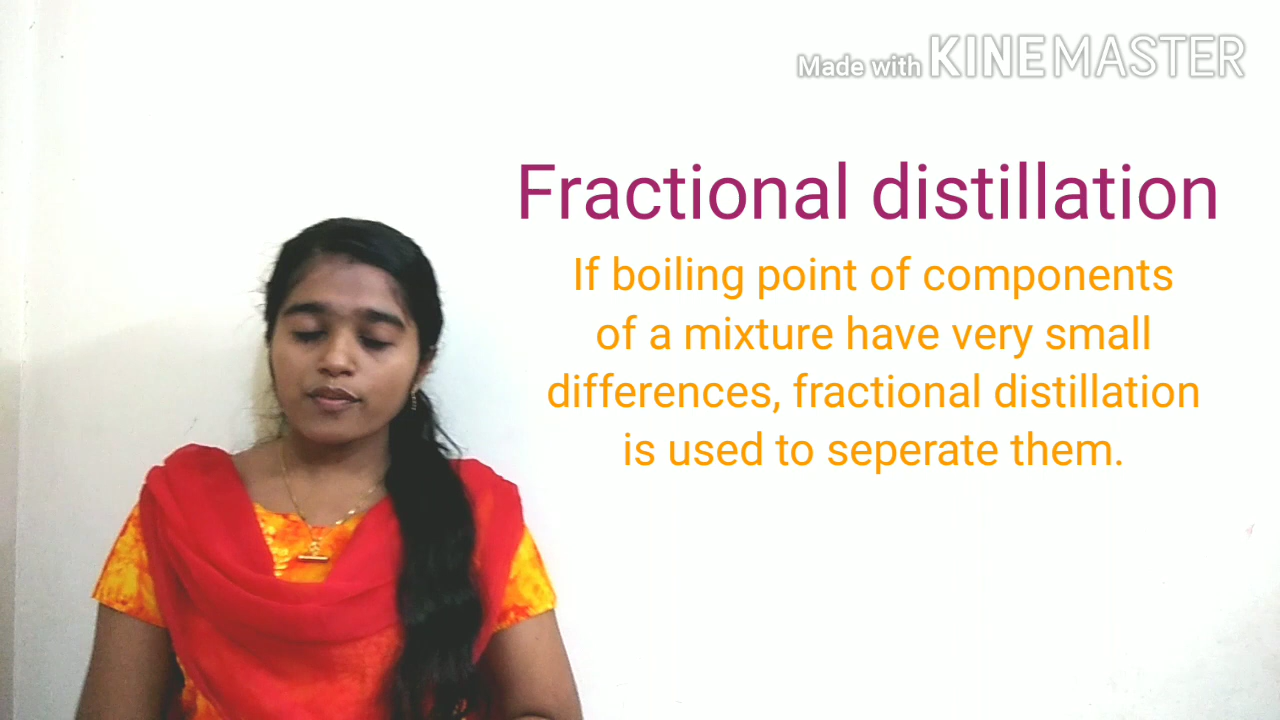 Made with KINEMASTER
Fractional distillation
If boiling point of components
of a mixture have very small
differences, fractional distillation
is used to seperate them.